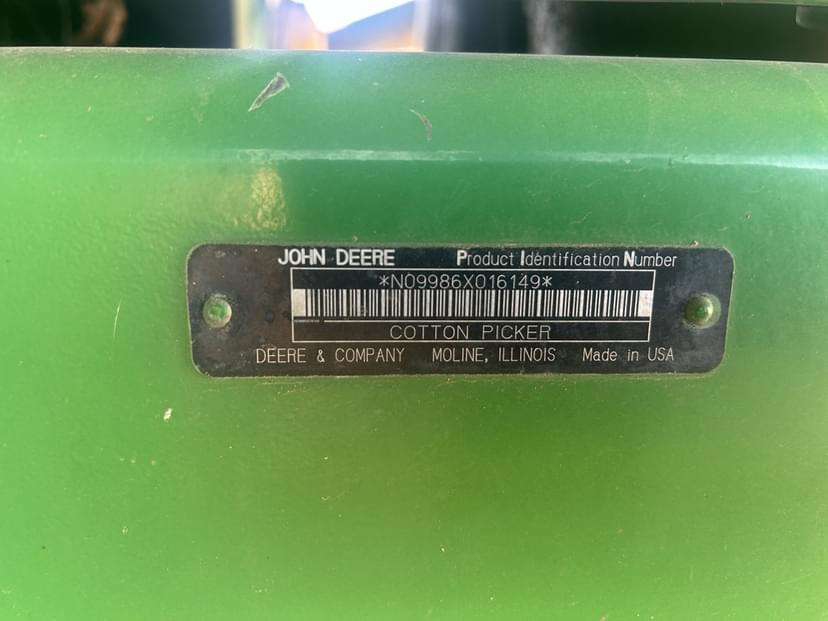 JOHN DEERE Product Identification Number
*N09986X016149*
COTTON PICKER
DEERE & COMPANY MOLINE, ILLINOIS Made in USA